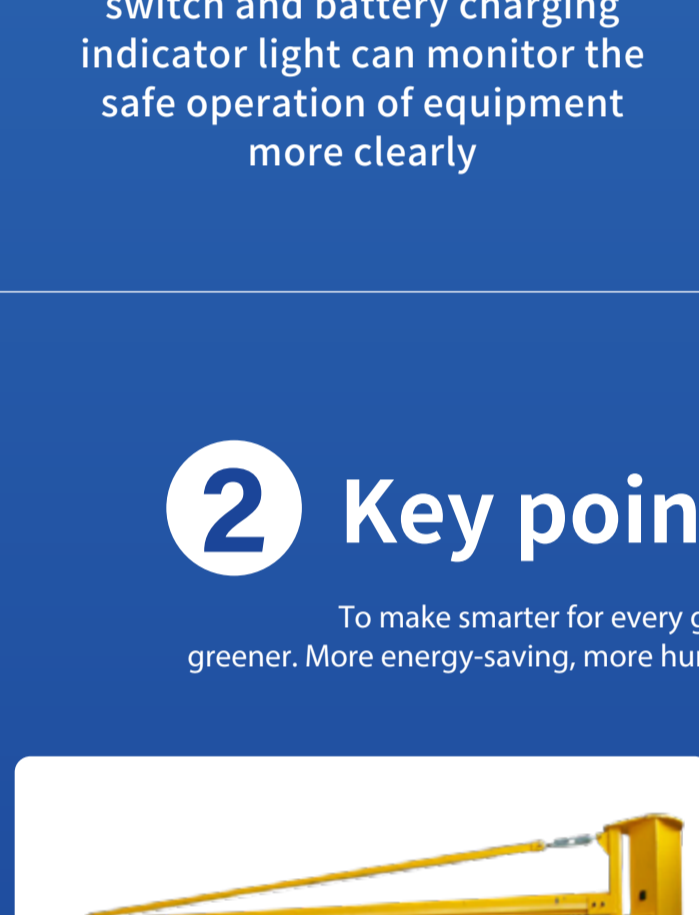 switch and battery charging
indicator light can monitor the
safe operation of equipment
more clearly
2 Key poin
To make smarter for every
greener. More energy-saving, more hu